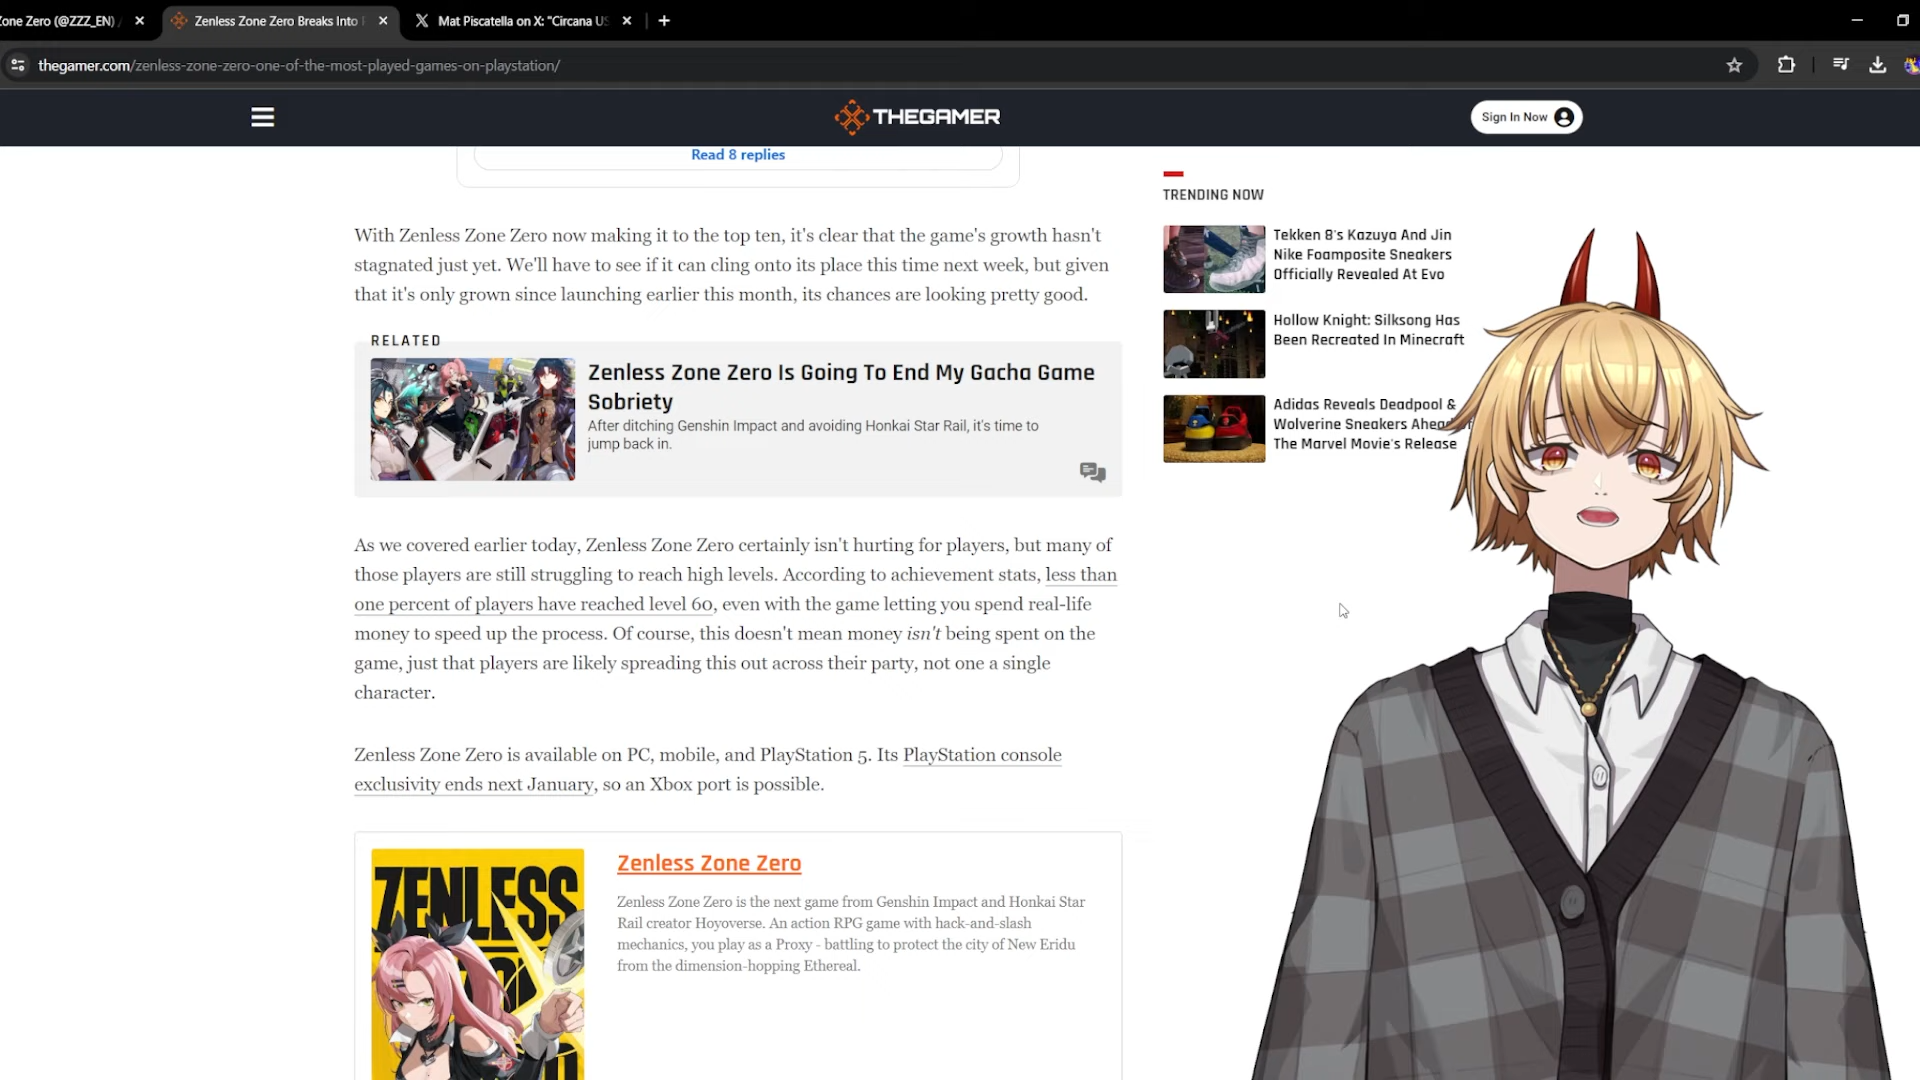 one Zero (@ZZZ_EN)
Zenless Zone Zero Breaks Into
Mat Piscatella on X: "Circana US
thegamer.com/zenless-zone-zero-one-of-the-most-played-games-on-playstation/
THEGAMER
Sign In Now
Read 8 replies
With Zenless Zone Zero now making it to the top ten, it's clear that the game's growth hasn't
stagnated just yet. We'll have to see if it can cling onto its place this time next week, but given
that it's only grown since launching earlier this month, its chances are looking pretty good.
RELATED
Zenless Zone Zero Is Going To End My Gacha Game
Sobriety
After ditching Genshin Impact and avoiding Honkai Star Rail, it's time to
jump back in.
As we covered earlier today, Zenless Zone Zero certainly isn't hurting for players, but many of
those players are still struggling to reach high levels. According to achievement stats, less than
one percent of players have reached level 60, even with the game letting you spend real-life
money to speed up the process. Of course, this doesn't mean money isn't being spent on the
game, just that players are likely spreading this out across their party, not one a single
character.
Zenless Zone Zero is available on PC, mobile, and PlayStation 5. Its PlayStation console
exclusivity ends next January, so an Xbox port is possible.
ZENLESS
Zenless Zone Zero
Zenless Zone Zero is the next game from Genshin Impact and Honkai Star
Rail creator Hoyoverse. An action RPG game with hack-and-slash
mechanics, you play as a Proxy - battling to protect the city of New Eridu
from the dimension-hopping Ethereal.
TRENDING NOW
Tekken 8's Kazuya And Jin
Nike Foamposite Sneakers
Officially Revealed At Evo
Hollow Knight: Silksong Has
Been Recreated In Minecraft
Adidas Reveals Deadpool &
Wolverine Sneakers Ahead
The Marvel Movie's Release